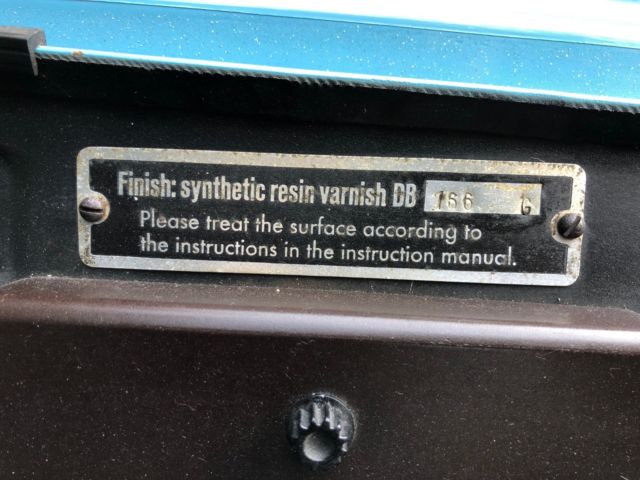 Finish: synthetic resin varnish DB 166 G
Please treat the surface according to
the instructions in the instruction manual.